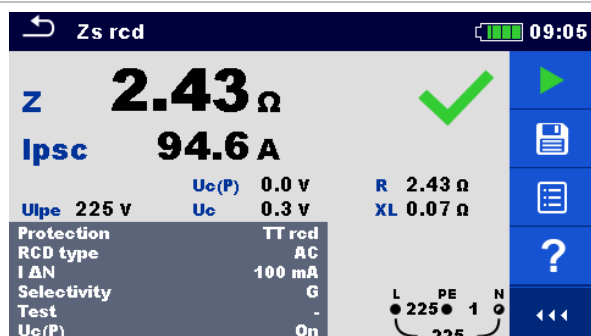 Zs rcd 09:05
Z 2.43 Ω
Ipsc 94.6 A
Uc(P) 0.0 V R 2.43 Ω
Ulpe 225 V Uc 0.3 V XL 0.07 Ω
Protection TT rcd
RCD type AC
I ΔN 100 mA
Selectivity G
Test -
Uc(P) On
L PE N
225 1
225
?